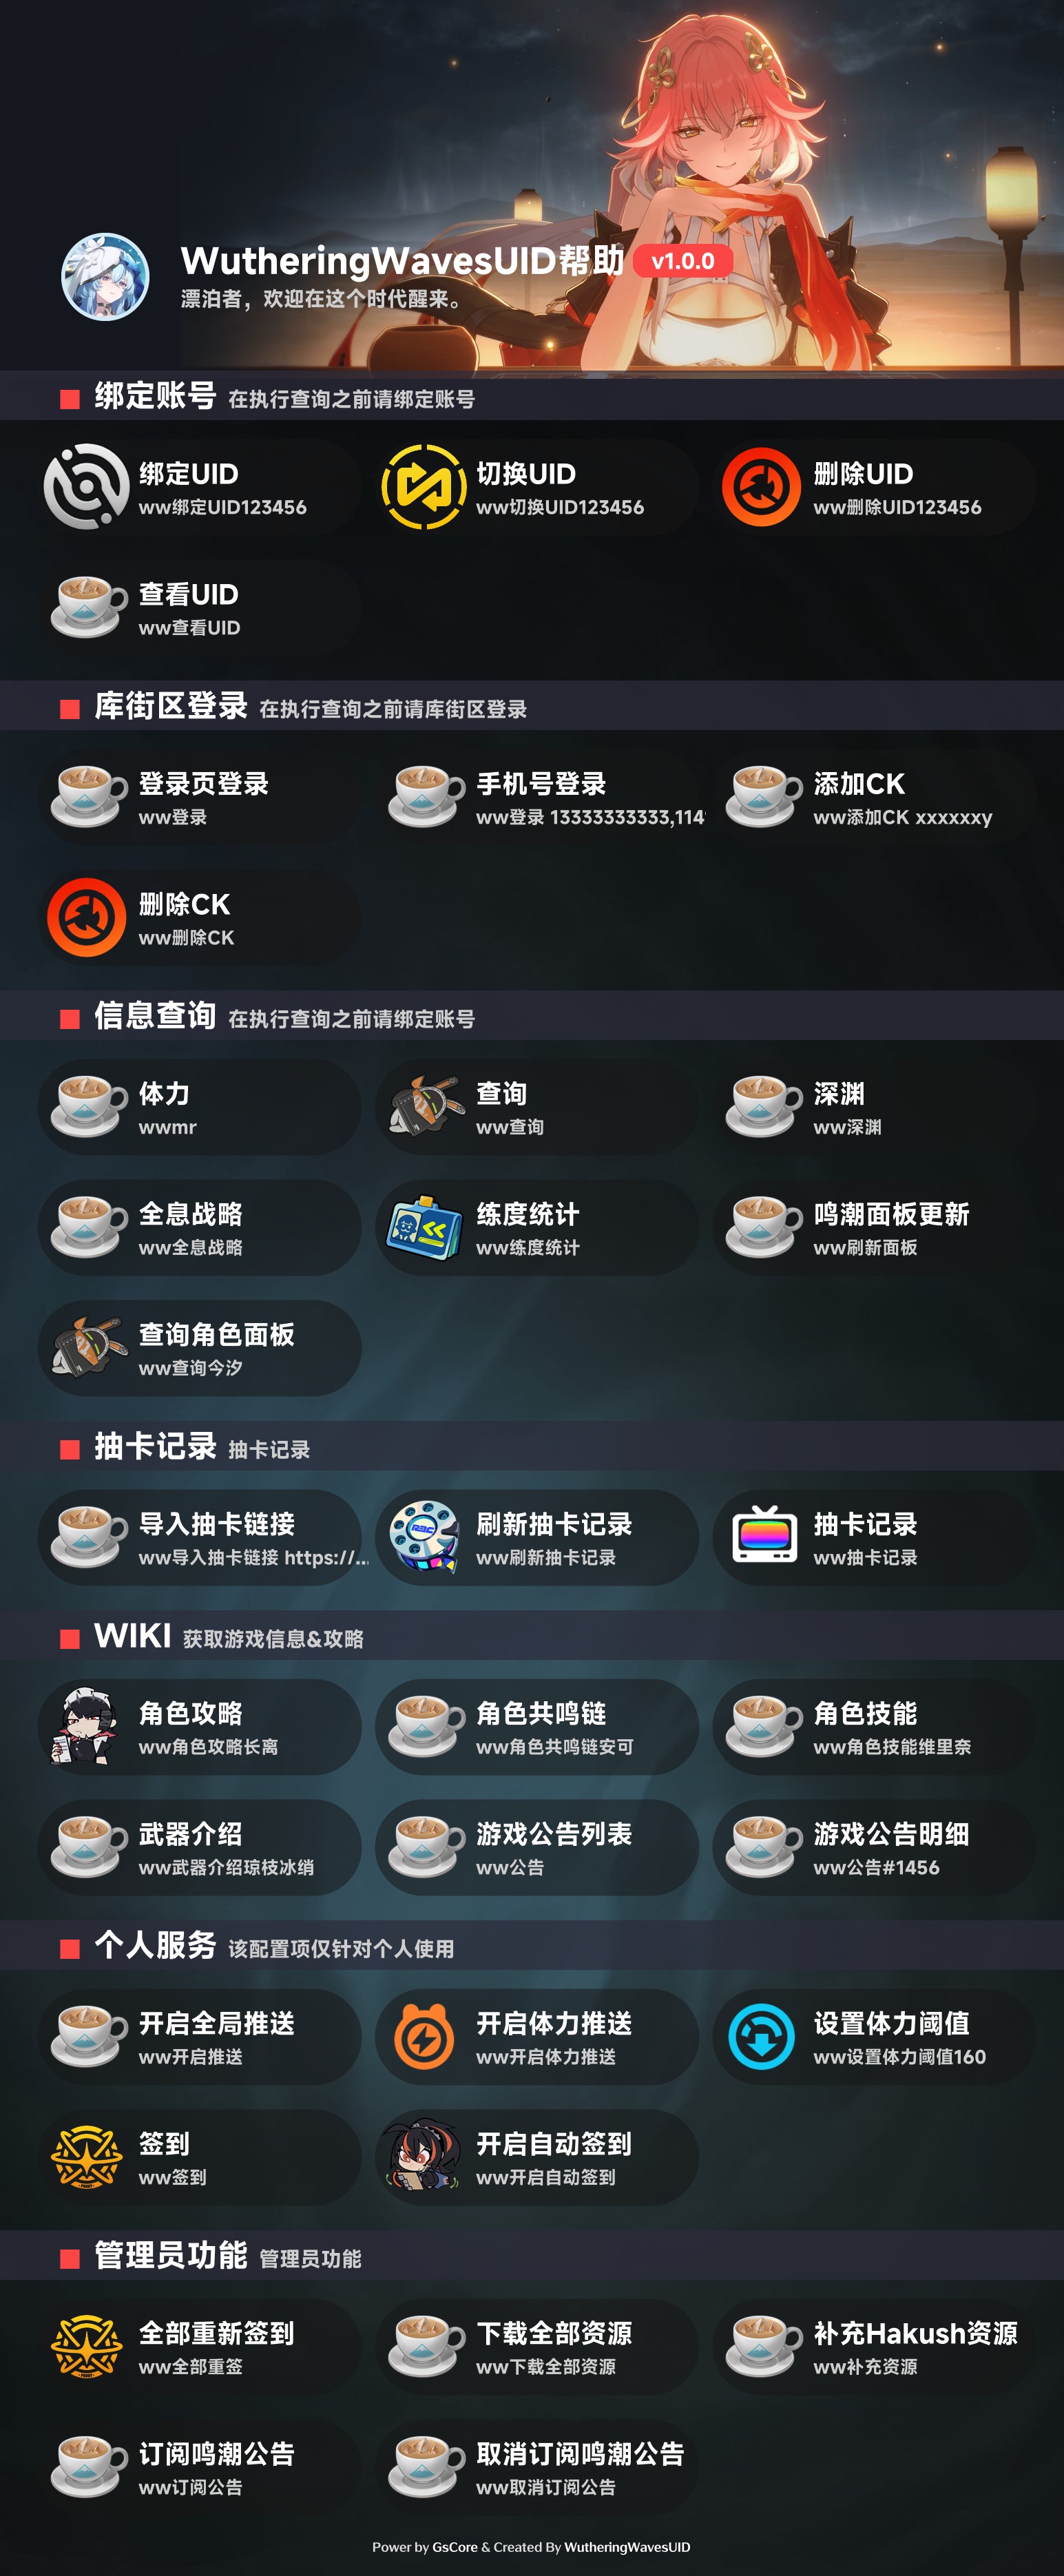 WutheringWavesUID帮助 v1.0.0
漂泊者，欢迎在这个时代醒来。
绑定账号 在执行查询之前请绑定账号
绑定UID
ww绑定UID123456
切换UID
ww切换UID123456
删除UID
ww删除UID123456
查看UID
ww查看UID
库街区登录 在执行查询之前请库街区登录
登录页登录
ww登录
手机号登录
ww登录 13333333333,114
添加CK
ww添加CK xxxxxxy
删除CK
ww删除CK
信息查询 在执行查询之前请绑定账号
体力
wwmr
查询
ww查询
深渊
ww深渊
全息战略
ww全息战略
练度统计
ww练度统计
鸣潮面板更新
ww刷新面板
查询角色面板
ww查询今汐
抽卡记录 抽卡记录
导入抽卡链接
ww导入抽卡链接 https://...
刷新抽卡记录
ww刷新抽卡记录
抽卡记录
ww抽卡记录
WIKI 获取游戏信息&攻略
角色攻略
ww角色攻略长离
角色共鸣链
ww角色共鸣链安可
角色技能
ww角色技能维里奈
武器介绍
ww武器介绍琼枝冰绡
游戏公告列表
ww公告
游戏公告明细
ww公告#1456
个人服务 该配置项仅针对个人使用
开启全局推送
ww开启推送
开启体力推送
ww开启体力推送
设置体力阈值
ww设置体力阈值160
签到
ww签到
开启自动签到
ww开启自动签到
管理员功能 管理员功能
全部重新签到
ww全部重签
下载全部资源
ww下载全部资源
补充Hakush资源
ww补充资源
订阅鸣潮公告
ww订阅公告
取消订阅鸣潮公告
ww取消订阅公告
Power by GsCore & Created By WutheringWavesUID